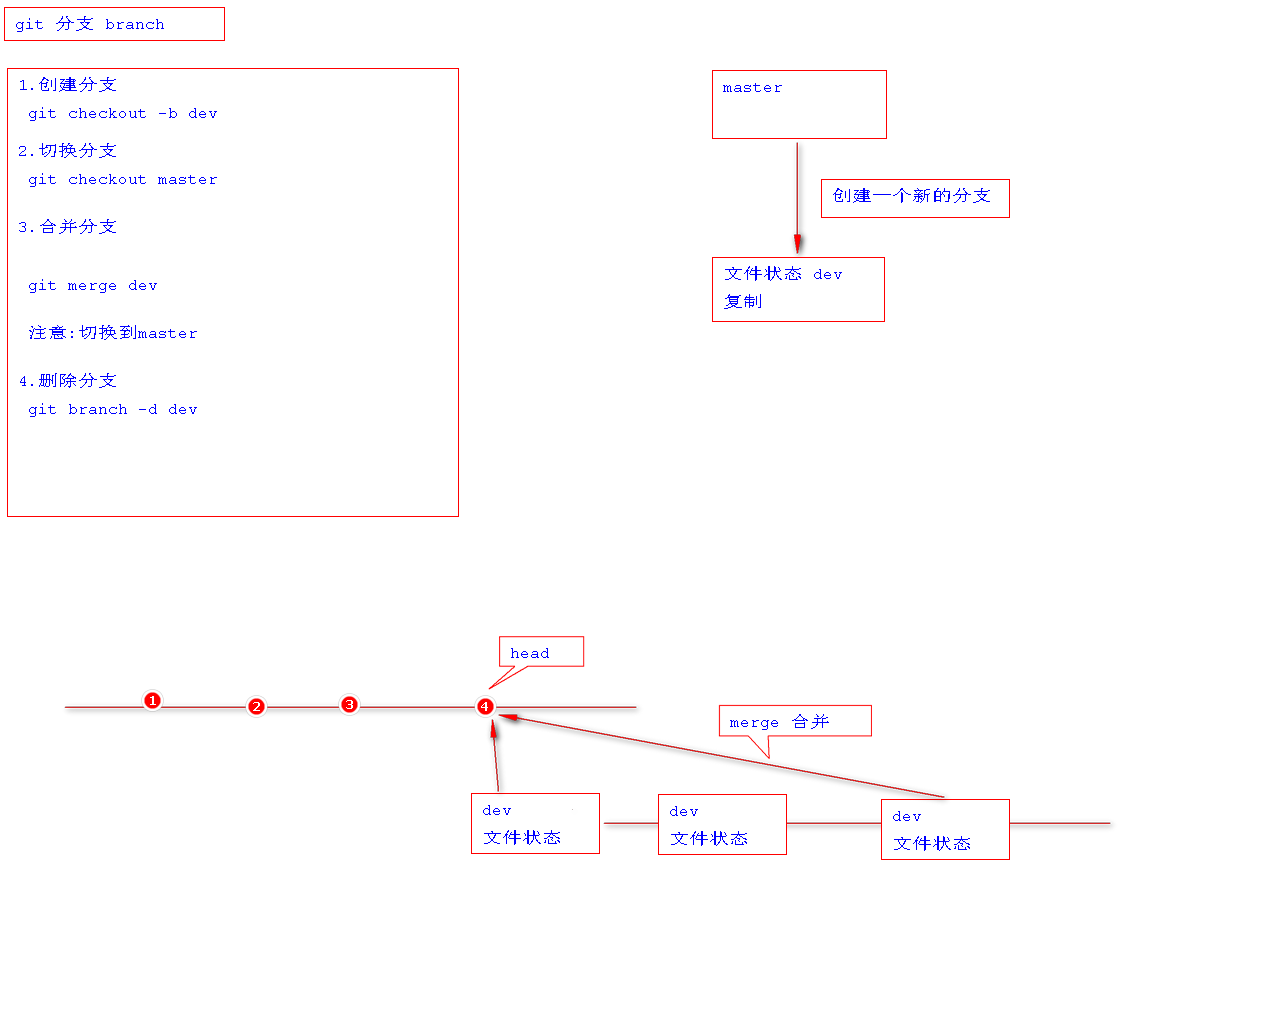 git 分支 branch
1.创建分支
git checkout -b dev
2.切换分支
git checkout master
3.合并分支
git merge dev
注意:切换到master
4.删除分支
git branch -d dev
master
创建一个新的分支
文件状态 dev
复制
head
1
2
3
4
merge 合并
dev
文件状态
dev
文件状态
dev
文件状态